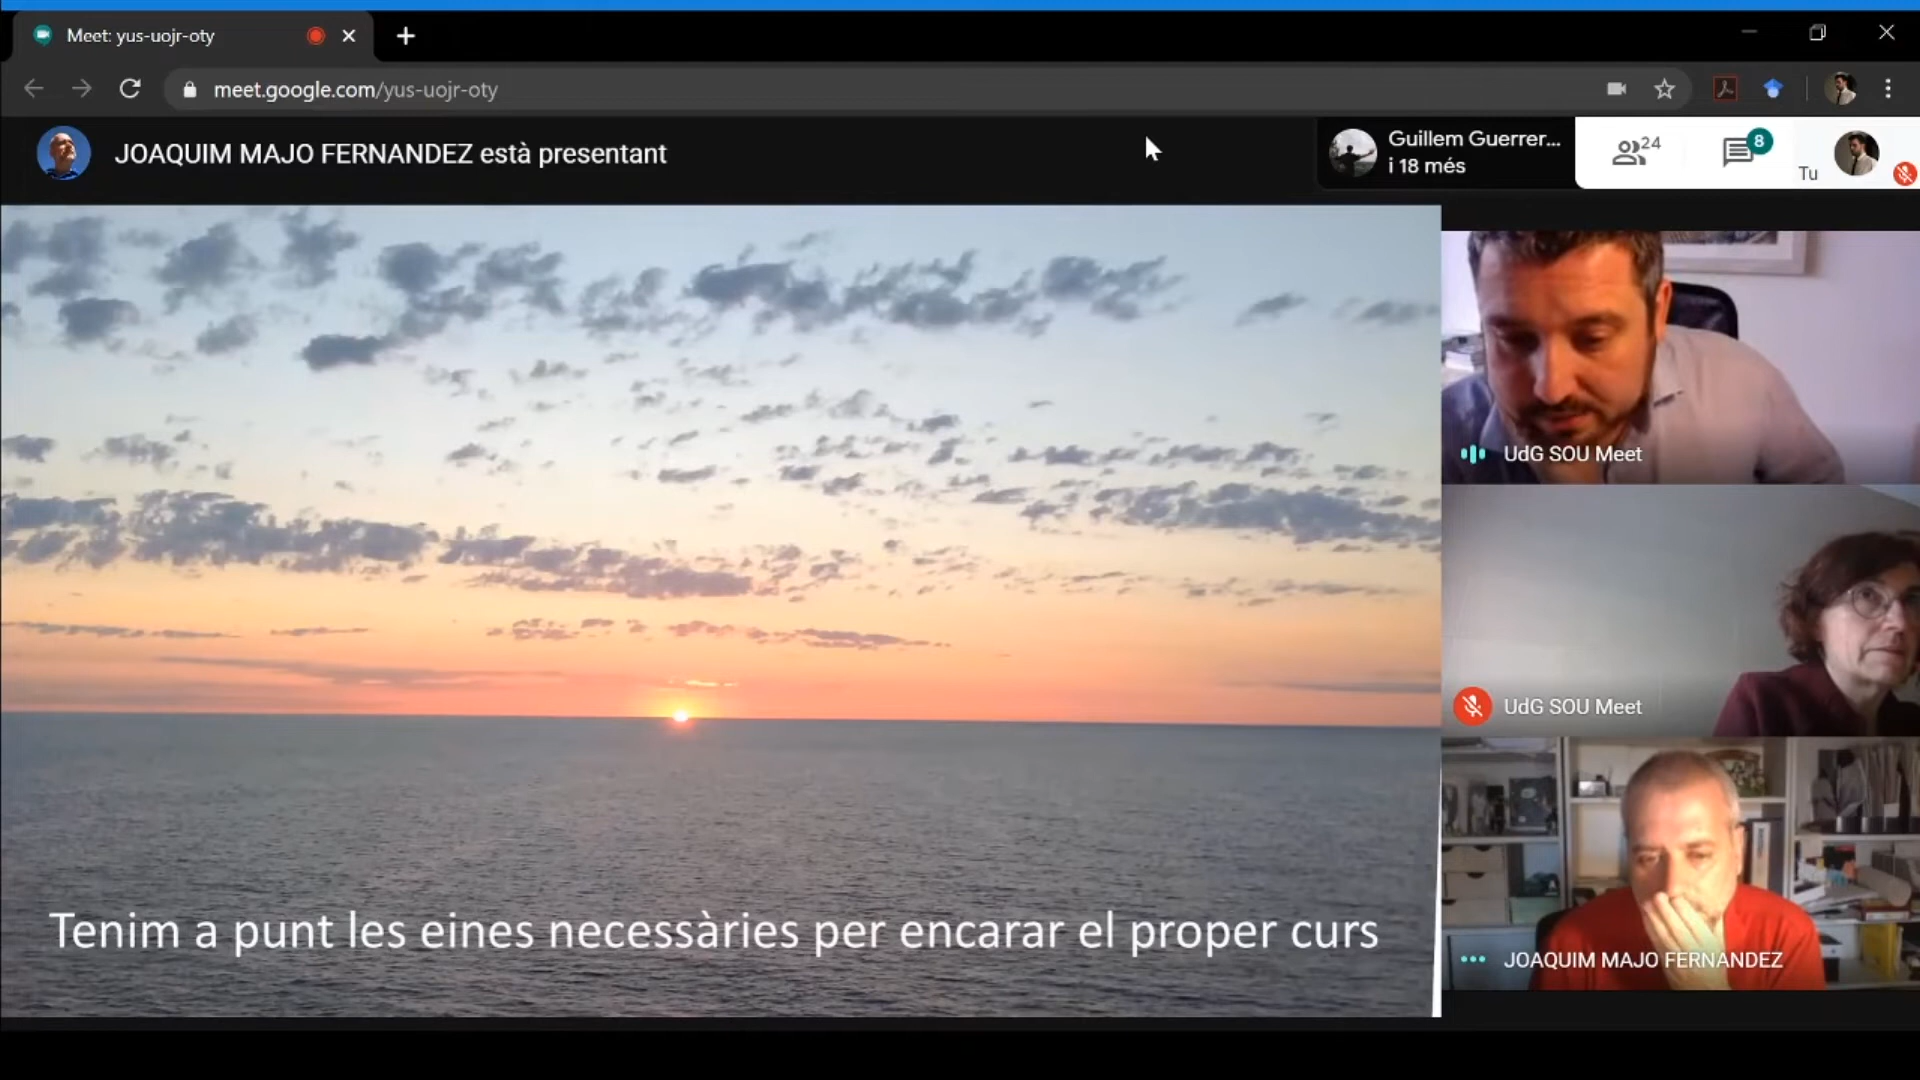 Meet: yus-uojr-oty
meet.google.com/yus-uojr-oty
JOAQUIM MAJO FERNANDEZ està presentant
Guillem Guerrer...
i 18 més
24
8
Tu
UdG SOU Meet
UdG SOU Meet
JOAQUIM MAJO FERNANDEZ
Tenim a punt les eines necessàries per encarar el proper curs